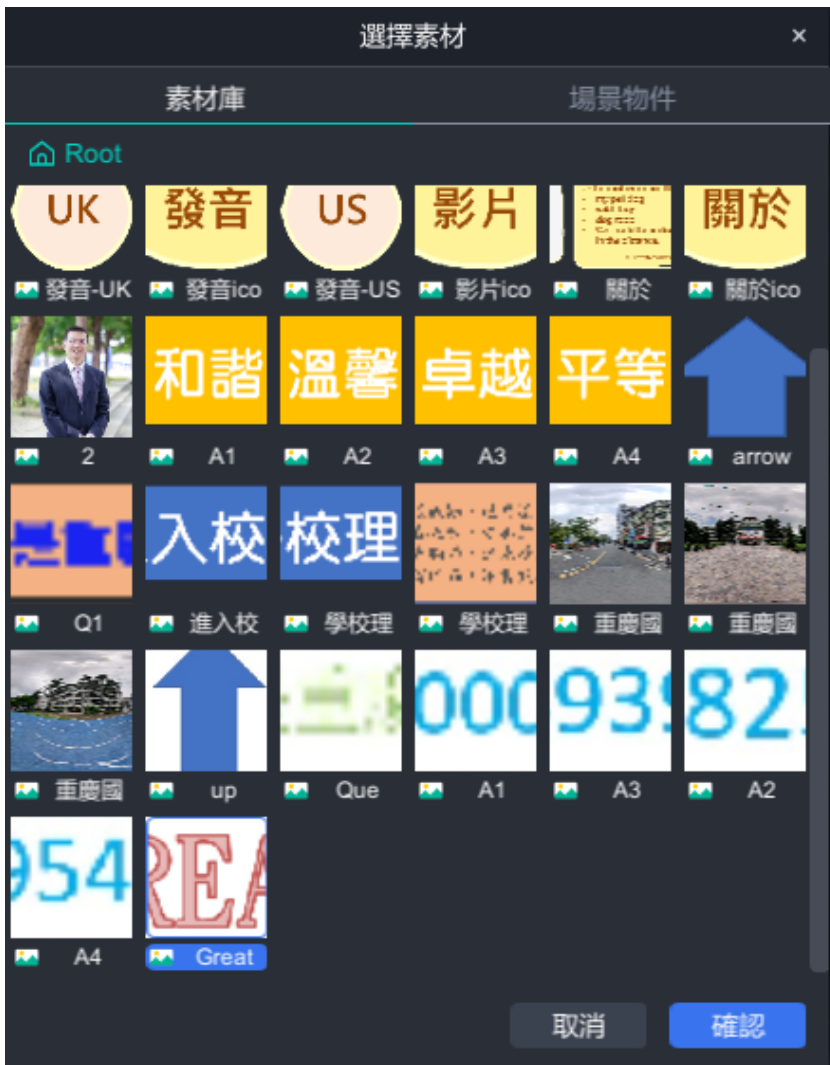 選擇素材 ×
素材庫 場景物件
Root
UK 發音 US 影片 關於
發音-UK 發音ico 發音-US 影片ico 關於 關於ico
和諧 溫馨 卓越 平等
2 A1 A2 A3 A4 arrow
入校 校理
Q1 進入校 學校理 學校理 重慶國 重慶國
000 939 82
重慶國 up Que A1 A3 A2
954 REA
A4 Great
取消 確認